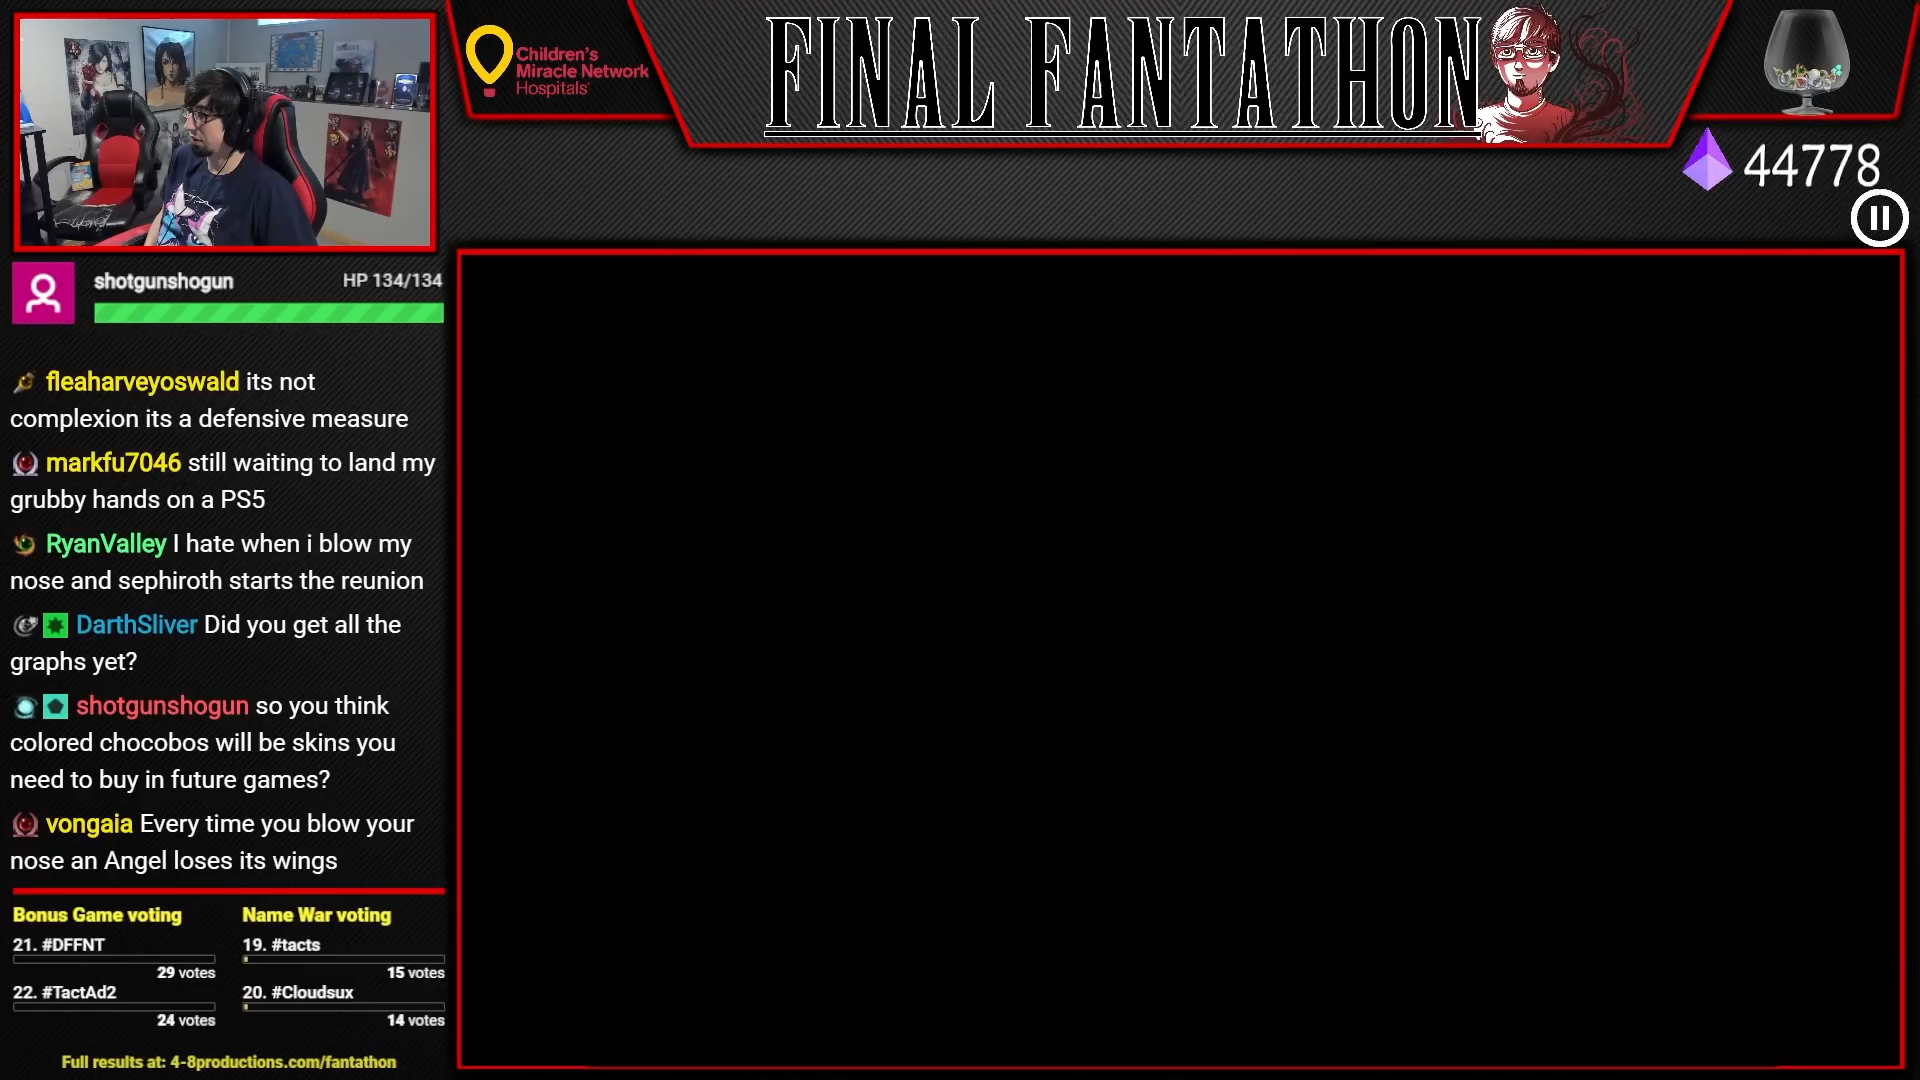 Children's
Miracle Network
Hospitals
FINAL FANTATHON
44778
shotgunshogun HP 134/134
fleaharveyoswald its not
complexion its a defensive measure
markfu7046 still waiting to land my
grubby hands on a PS5
RyanValley I hate when i blow my
nose and sephiroth starts the reunion
DarthSliver Did you get all the
graphs yet?
shotgunshogun so you think
colored chocobos will be skins you
need to buy in future games?
vongaia Every time you blow your
nose an Angel loses its wings
Bonus Game voting
21. #DFFNT
29 votes
22. #TactAd2
24 votes
Name War voting
19. #tacts
15 votes
20. #Cloudsux
14 votes
Full results at: 4-8productions.com/fantathon